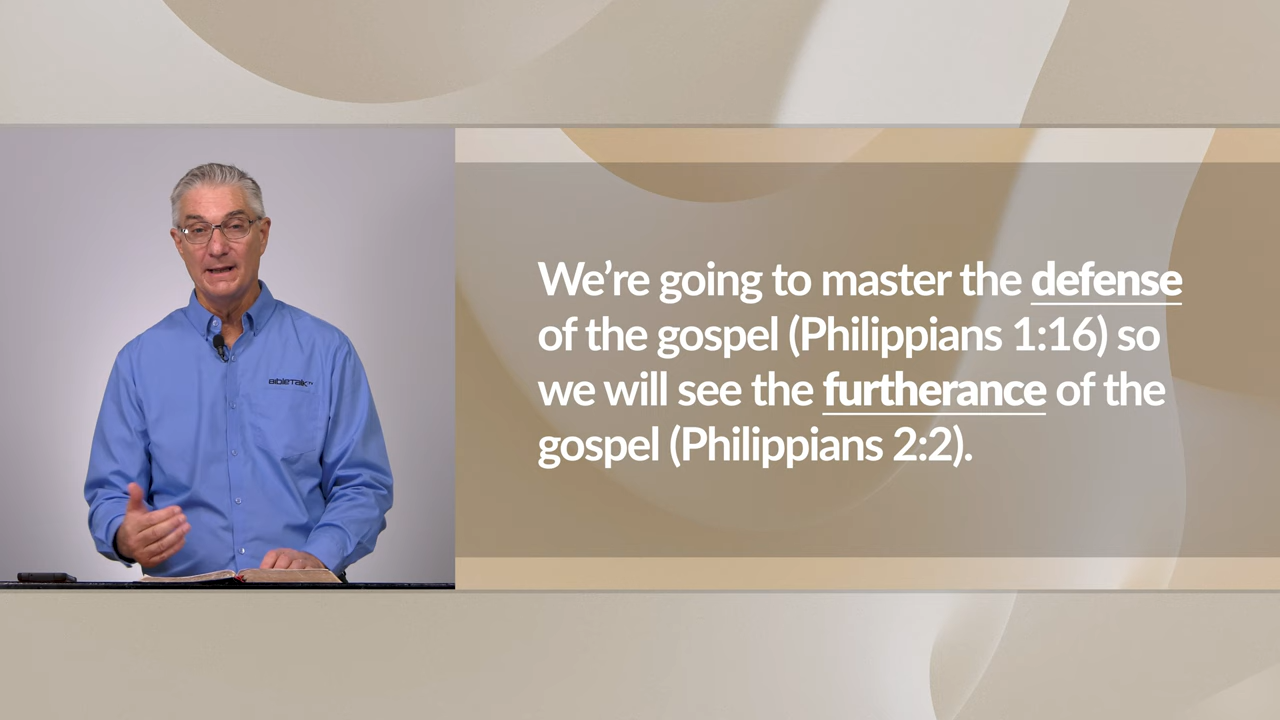 BibleTalk
We're going to master the defense
of the gospel (Philippians 1:16) so
we will see the furtherance of the
gospel (Philippians 2:2).